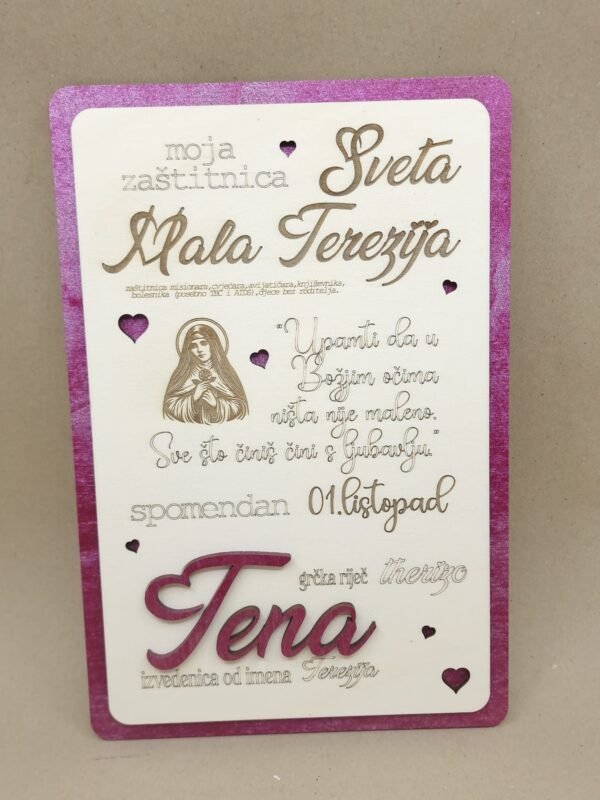 moja
zaštitnica
Sveta
Mala Terezija
zaštitnica misionara,cvjećara,avijatičara,književnika,
bolesnika (posebno TBC i AIDS),djece bez roditelja.
"Upamti da u
Božjim očima
ništa nije maleno.
Sve što činiš čini s ljubavlju."
spomendan 01.listopad
grčka riječ therizo
Tena
izvedenica od imena Terezija